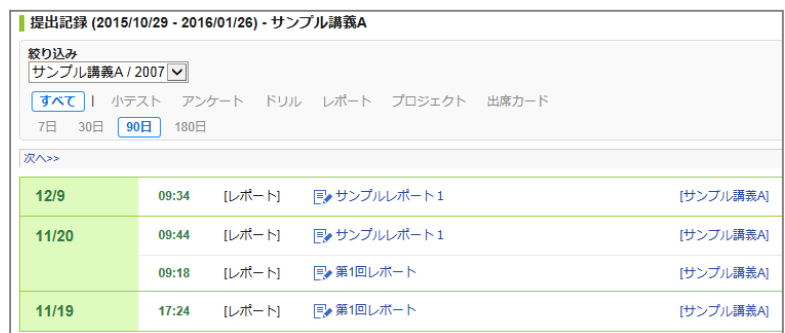 提出記録 (2015/10/29 - 2016/01/26) - サンプル講義A
絞り込み
サンプル講義A / 2007
すべて | 小テスト アンケート ドリル レポート プロジェクト 出席カード
7日 30日 90日 180日
次へ>>
12/9 09:34 [レポート] サンプルレポート1 [サンプル講義A]
11/20 09:44 [レポート] サンプルレポート1 [サンプル講義A]
09:18 [レポート] 第1回レポート [サンプル講義A]
11/19 17:24 [レポート] 第1回レポート [サンプル講義A]